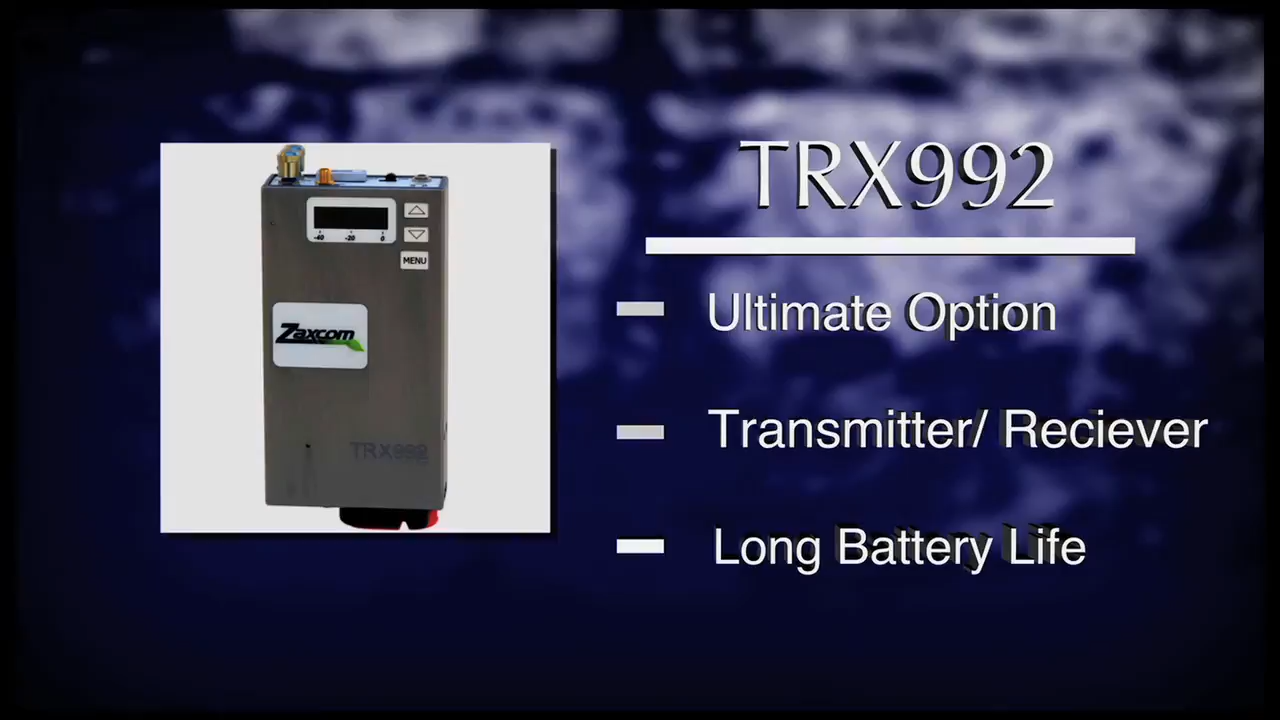 TRX992
Ultimate Option
Transmitter/ Reciever
Long Battery Life
-40 -20 0
MENU
Zaxcom
TRX992